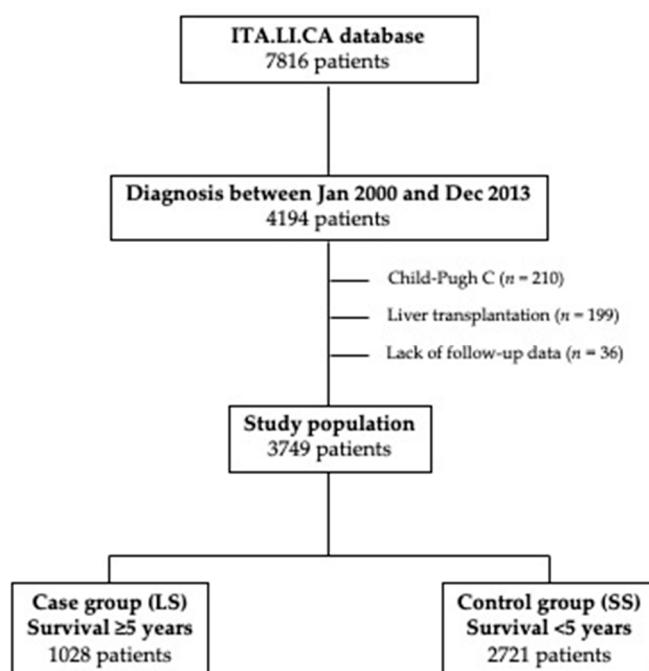 ITA.LI.CA database
7816 patients
Diagnosis between Jan 2000 and Dec 2013
4194 patients
Child-Pugh C (n = 210)
Liver transplantation (n = 199)
Lack of follow-up data (n = 36)
Study population
3749 patients
Case group (LS)
Survival ≥5 years
1028 patients
Control group (SS)
Survival <5 years
2721 patients